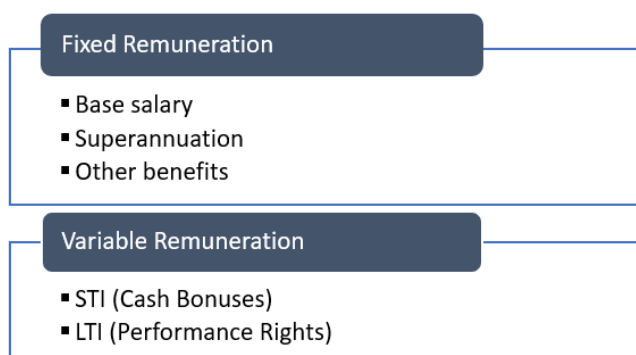 Fixed Remuneration
▪ Base salary
▪ Superannuation
▪ Other benefits
Variable Remuneration
▪ STI (Cash Bonuses)
▪ LTI (Performance Rights)